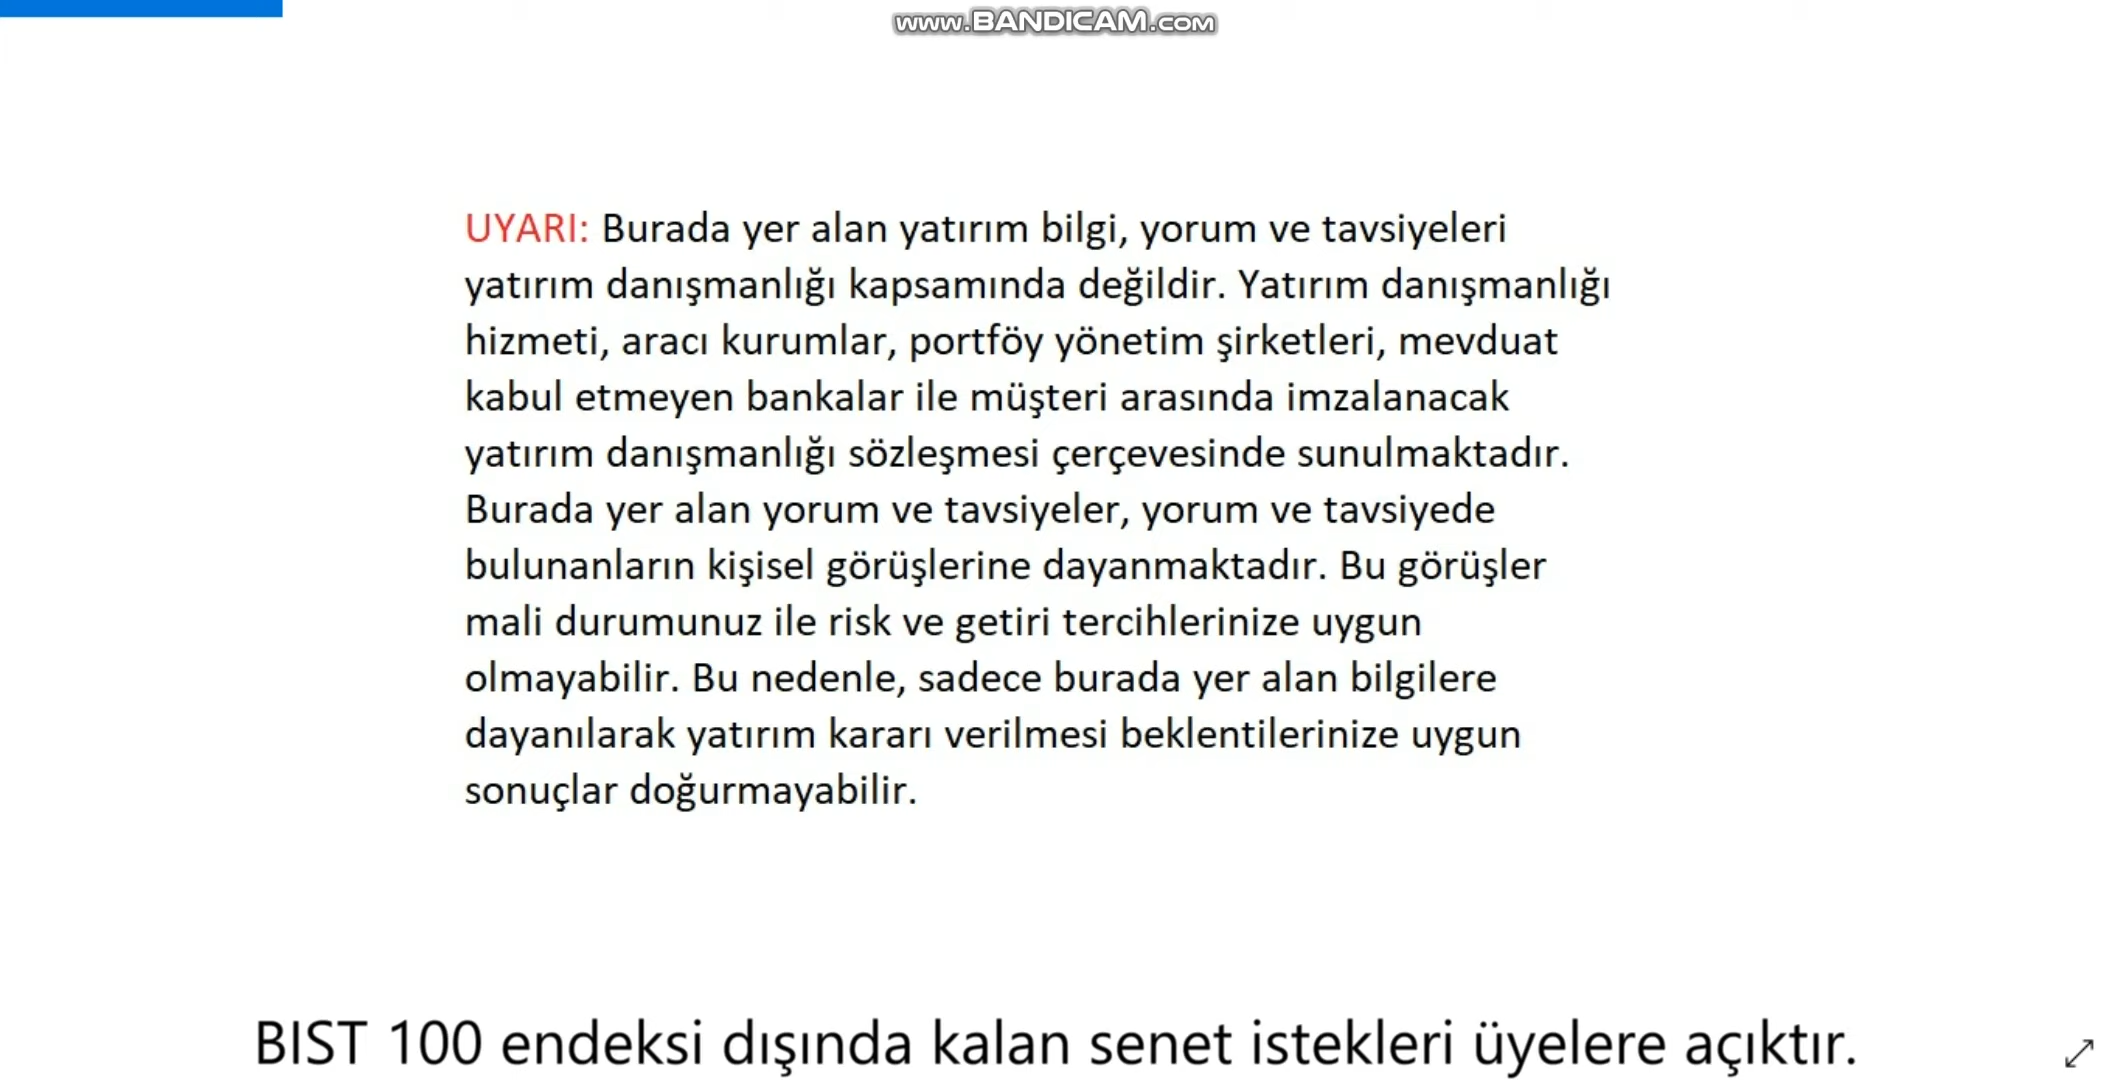 www.BANDICAM.com
UYARI: Burada yer alan yatırım bilgi, yorum ve tavsiyeleri
yatırım danışmanlığı kapsamında değildir. Yatırım danışmanlığı
hizmeti, aracı kurumlar, portföy yönetim şirketleri, mevduat
kabul etmeyen bankalar ile müşteri arasında imzalanacak
yatırım danışmanlığı sözleşmesi çerçevesinde sunulmaktadır.
Burada yer alan yorum ve tavsiyeler, yorum ve tavsiyede
bulunanların kişisel görüşlerine dayanmaktadır. Bu görüşler
mali durumunuz ile risk ve getiri tercihlerinize uygun
olmayabilir. Bu nedenle, sadece burada yer alan bilgilere
dayanılarak yatırım kararı verilmesi beklentilerinize uygun
sonuçlar doğurmayabilir.
BIST 100 endeksi dışında kalan senet istekleri üyelere açıktır.